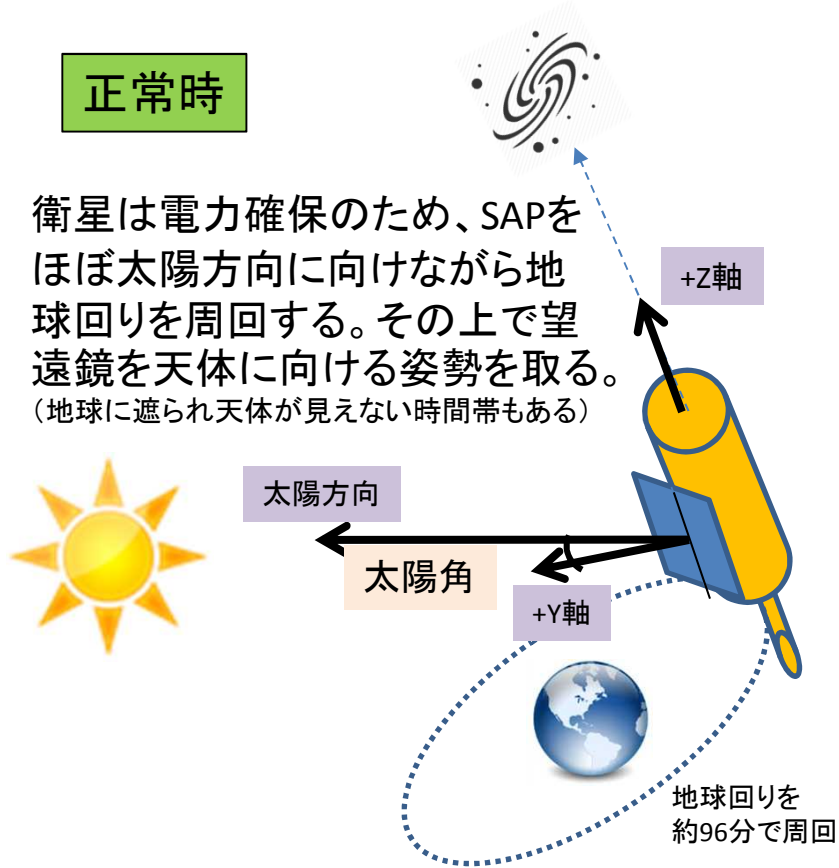 正常時
衛星は電力確保のため、SAPを
ほぼ太陽方向に向けながら地
球回りを周回する。その上で望
遠鏡を天体に向ける姿勢を取る。
（地球に遮られ天体が見えない時間帯もある）
+Z軸
太陽方向
太陽角
+Y軸
地球回りを
約96分で周回